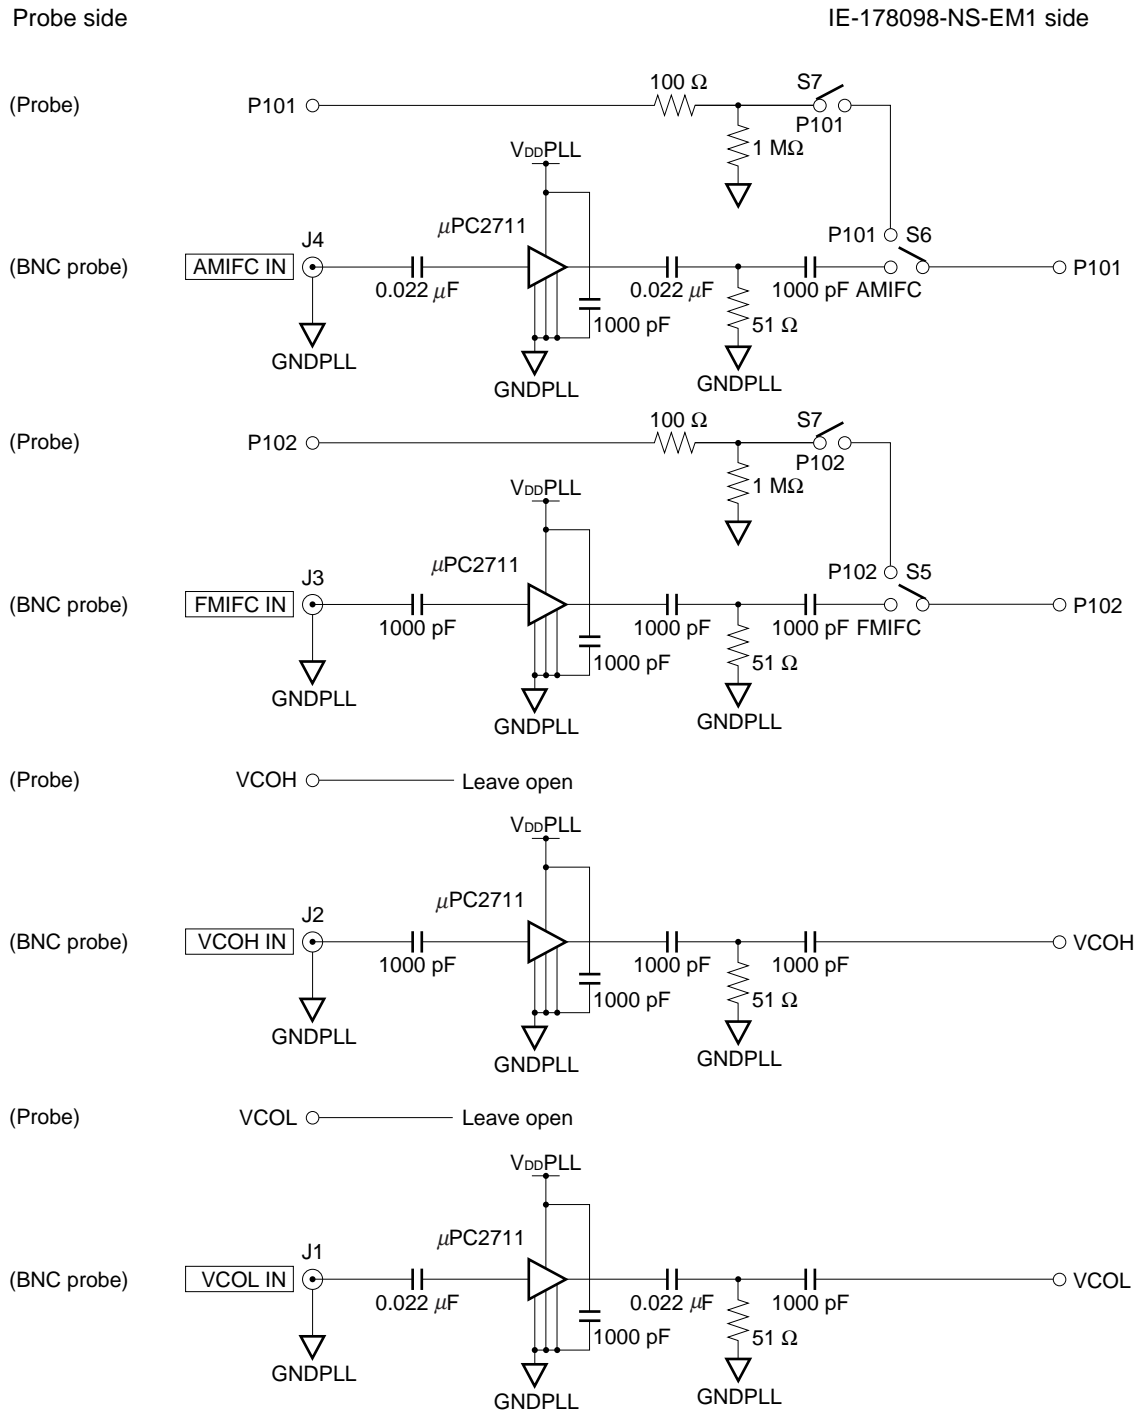 Probe side
IE-178098-NS-EM1 side
(Probe)
P101
100 Ω
S7
P101
1 MΩ
VDDPLL
μPC2711
P101 S6
(BNC probe)
AMIFC IN
J4
0.022 μF
0.022 μF
1000 pF AMIFC
P101
1000 pF
51 Ω
GNDPLL
GNDPLL
GNDPLL
(Probe)
P102
100 Ω
S7
P102
1 MΩ
VDDPLL
μPC2711
P102 S5
(BNC probe)
FMIFC IN
J3
1000 pF
1000 pF
1000 pF FMIFC
P102
1000 pF
51 Ω
GNDPLL
GNDPLL
GNDPLL
(Probe)
VCOH
Leave open
VDDPLL
μPC2711
(BNC probe)
VCOH IN
J2
1000 pF
1000 pF
1000 pF
VCOH
1000 pF
51 Ω
GNDPLL
GNDPLL
GNDPLL
(Probe)
VCOL
Leave open
VDDPLL
μPC2711
(BNC probe)
VCOL IN
J1
0.022 μF
0.022 μF
1000 pF
VCOL
1000 pF
51 Ω
GNDPLL
GNDPLL
GNDPLL